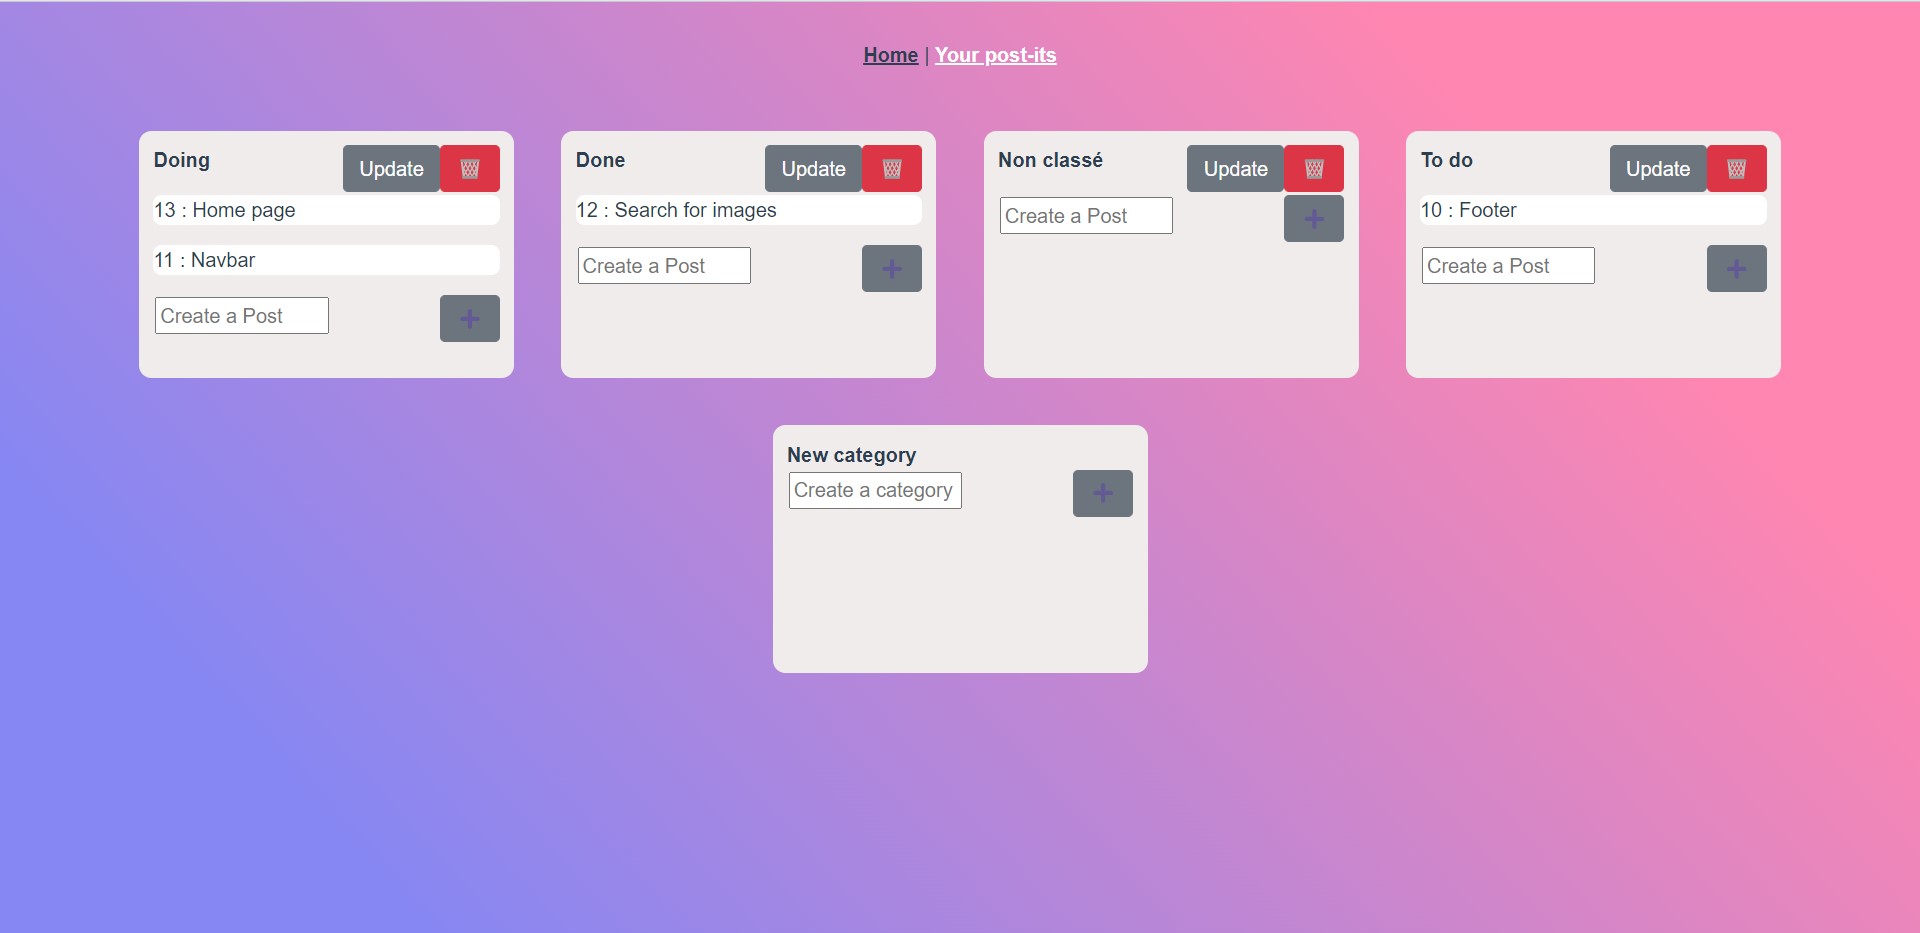 Home | Your post-its
Doing
Update
13 : Home page
11 : Navbar
Create a Post
+
Done
Update
12 : Search for images
Create a Post
+
Non classé
Update
Create a Post
+
To do
Update
10 : Footer
Create a Post
+
New category
Create a category
+